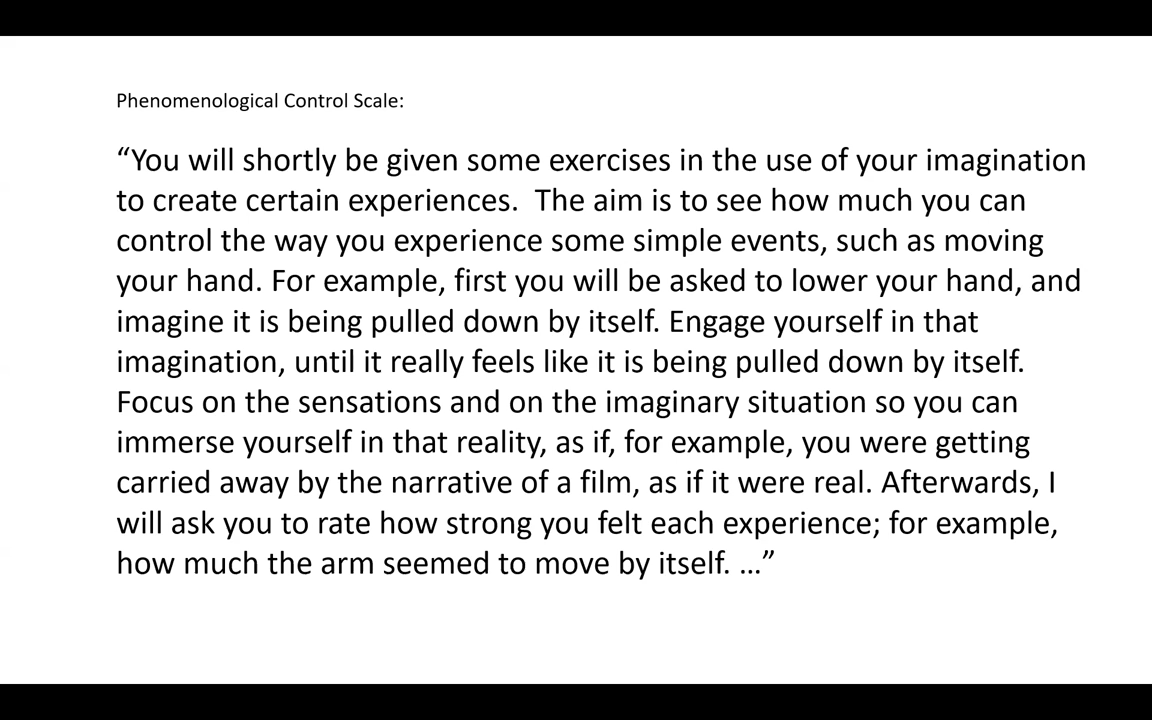 Phenomenological Control Scale:
“You will shortly be given some exercises in the use of your imagination
to create certain experiences.  The aim is to see how much you can
control the way you experience some simple events, such as moving
your hand. For example, first you will be asked to lower your hand, and
imagine it is being pulled down by itself. Engage yourself in that
imagination, until it really feels like it is being pulled down by itself.
Focus on the sensations and on the imaginary situation so you can
immerse yourself in that reality, as if, for example, you were getting
carried away by the narrative of a film, as if it were real. Afterwards, I
will ask you to rate how strong you felt each experience; for example,
how much the arm seemed to move by itself. …”